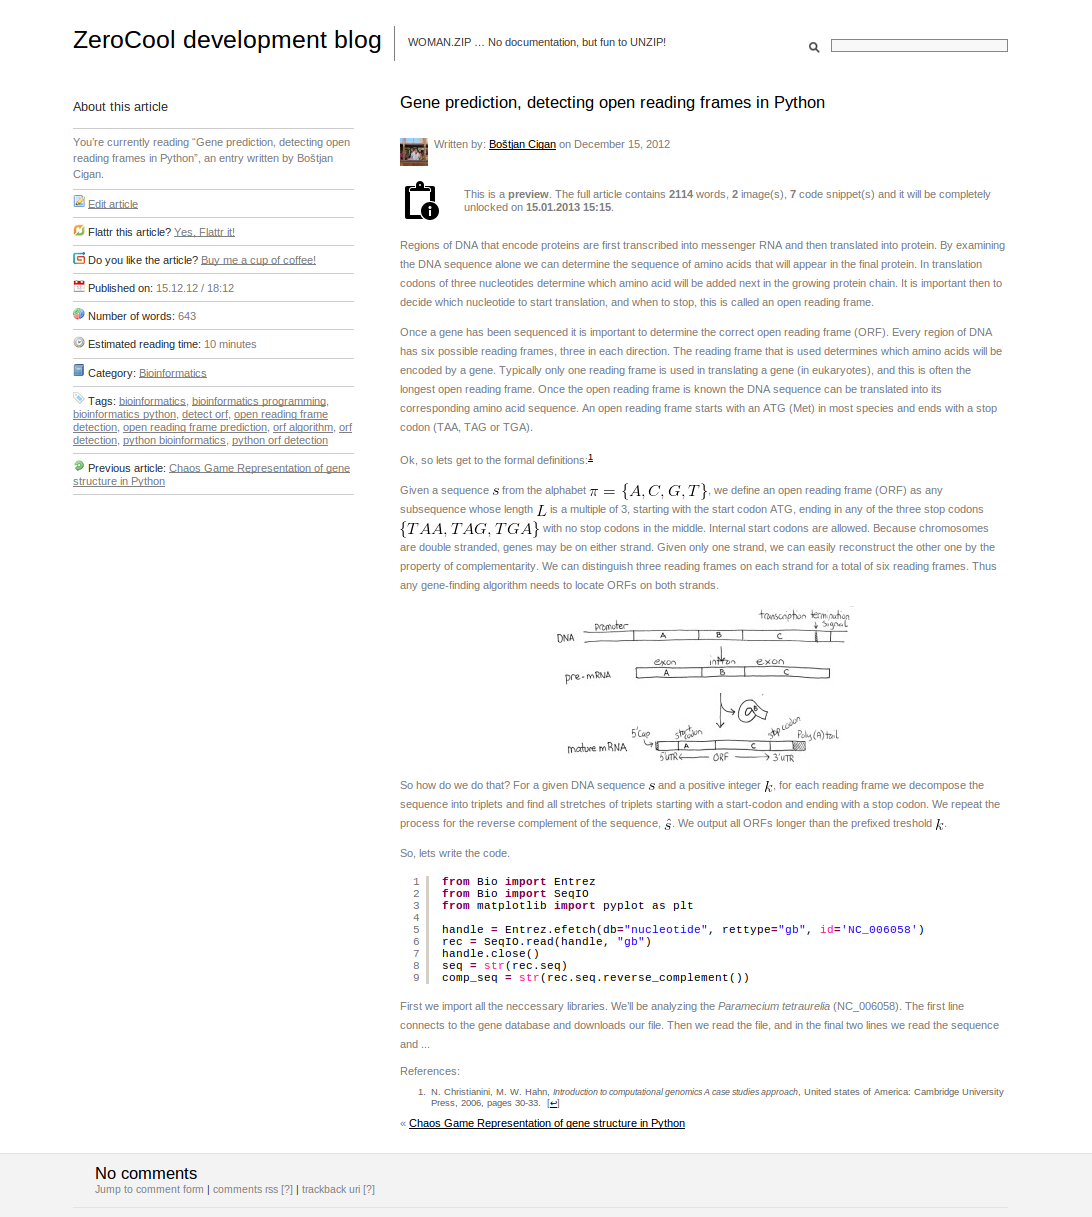 ZeroCool development blog
WOMAN.ZIP … No documentation, but fun to UNZIP!
About this article
You're currently reading “Gene prediction, detecting open
reading frames in Python”, an entry written by Boštjan
Cigan.
Edit article
Flattr this article? Yes, Flattr it!
Do you like the article? Buy me a cup of coffee!
Published on: 15.12.12 / 18:12
Number of words: 643
Estimated reading time: 10 minutes
Category: Bioinformatics
Tags: bioinformatics, bioinformatics programming,
bioinformatics python, detect orf, open reading frame
detection, open reading frame prediction, orf algorithm, orf
detection, python bioinformatics, python orf detection
Previous article: Chaos Game Representation of gene
structure in Python
Gene prediction, detecting open reading frames in Python
Written by: Boštjan Cigan on December 15, 2012
This is a preview. The full article contains 2114 words, 2 image(s), 7 code snippet(s) and it will be completely
unlocked on 15.01.2013 15:15.
Regions of DNA that encode proteins are first transcribed into messenger RNA and then translated into protein. By examining
the DNA sequence alone we can determine the sequence of amino acids that will appear in the final protein. In translation
codons of three nucleotides determine which amino acid will be added next in the growing protein chain. It is important then to
decide which nucleotide to start translation, and when to stop, this is called an open reading frame.
Once a gene has been sequenced it is important to determine the correct open reading frame (ORF). Every region of DNA
has six possible reading frames, three in each direction. The reading frame that is used determines which amino acids will be
encoded by a gene. Typically only one reading frame is used in translating a gene (in eukaryotes), and this is often the
longest open reading frame. Once the open reading frame is known the DNA sequence can be translated into its
corresponding amino acid sequence. An open reading frame starts with an ATG (Met) in most species and ends with a stop
codon (TAA, TAG or TGA).
Ok, so lets get to the formal definitions:1
Given a sequence s from the alphabet π = {A, C, G, T}, we define an open reading frame (ORF) as any
subsequence whose length L is a multiple of 3, starting with the start codon ATG, ending in any of the three stop codons
{TAA, TAG, TGA} with no stop codons in the middle. Internal start codons are allowed. Because chromosomes
are double stranded, genes may be on either strand. Given only one strand, we can easily reconstruct the other one by the
property of complementarity. We can distinguish three reading frames on each strand for a total of six reading frames. Thus
any gene-finding algorithm needs to locate ORFs on both strands.
transcription termination
signal
promoter
DNA A B C
exon intron exon
pre-mRNA A B C
5'Cap start codon stop codon Poly(A)tail
mature mRNA A C
5'UTR ORF 3'UTR
So how do we do that? For a given DNA sequence s and a positive integer k, for each reading frame we decompose the
sequence into triplets and find all stretches of triplets starting with a start-codon and ending with a stop codon. We repeat the
process for the reverse complement of the sequence, ŝ. We output all ORFs longer than the prefixed treshold k.
So, lets write the code.
1 from Bio import Entrez
2 from Bio import SeqIO
3 from matplotlib import pyplot as plt
4
5 handle = Entrez.efetch(db="nucleotide", rettype="gb", id='NC_006058')
6 rec = SeqIO.read(handle, "gb")
7 handle.close()
8 seq = str(rec.seq)
9 comp_seq = str(rec.seq.reverse_complement())
First we import all the neccessary libraries. We'll be analyzing the Paramecium tetraurelia (NC_006058). The first line
connects to the gene database and downloads our file. Then we read the file, and in the final two lines we read the sequence
and ...
References:
1. N. Christianini, M. W. Hahn, Introduction to computational genomics A case studies approach, United states of America: Cambridge University
Press, 2006, pages 30-33. [↩]
« Chaos Game Representation of gene structure in Python
No comments
Jump to comment form | comments rss [?] | trackback uri [?]